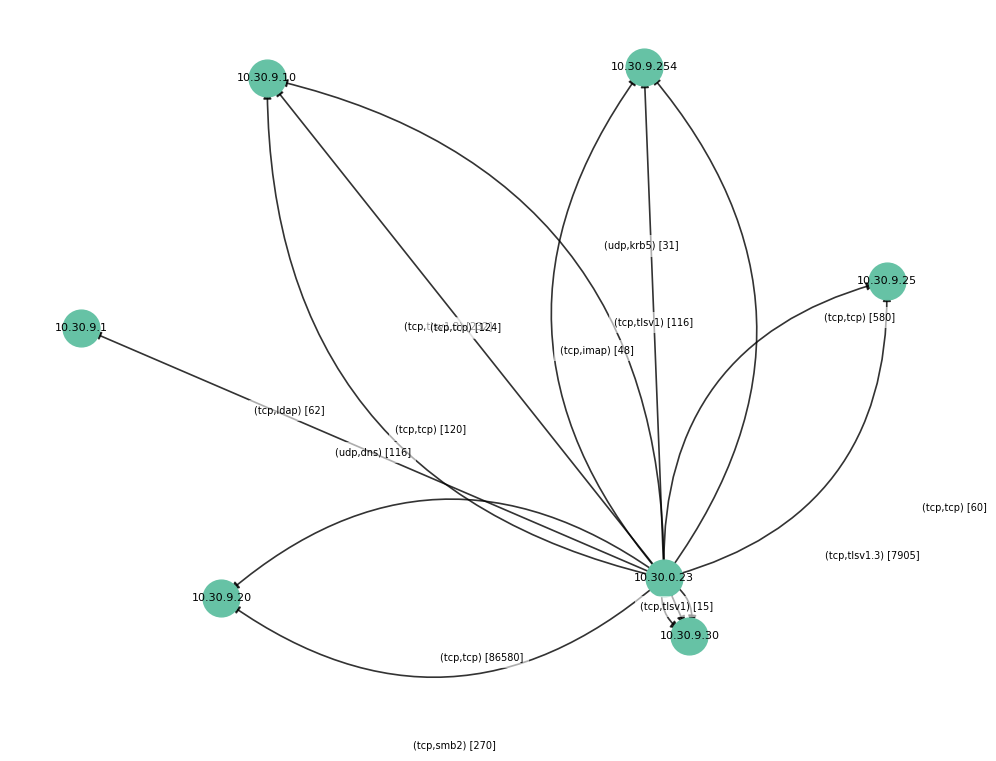 10.30.9.254
10.30.9.10
(udp,krb5) [31]
10.30.9.25
(tcp,tcp) [580]
(tcp,tlsv1) [116]
10.30.9.1
(tcp,tcp) [124]
(tcp,imap) [48]
(tcp,ldap) [62]
(tcp,tcp) [120]
(udp,dns) [116]
(tcp,tcp) [60]
(tcp,tlsv1.3) [7905]
10.30.0.23
10.30.9.20
(tcp,tlsv1) [15]
10.30.9.30
(tcp,tcp) [86580]
(tcp,smb2) [270]